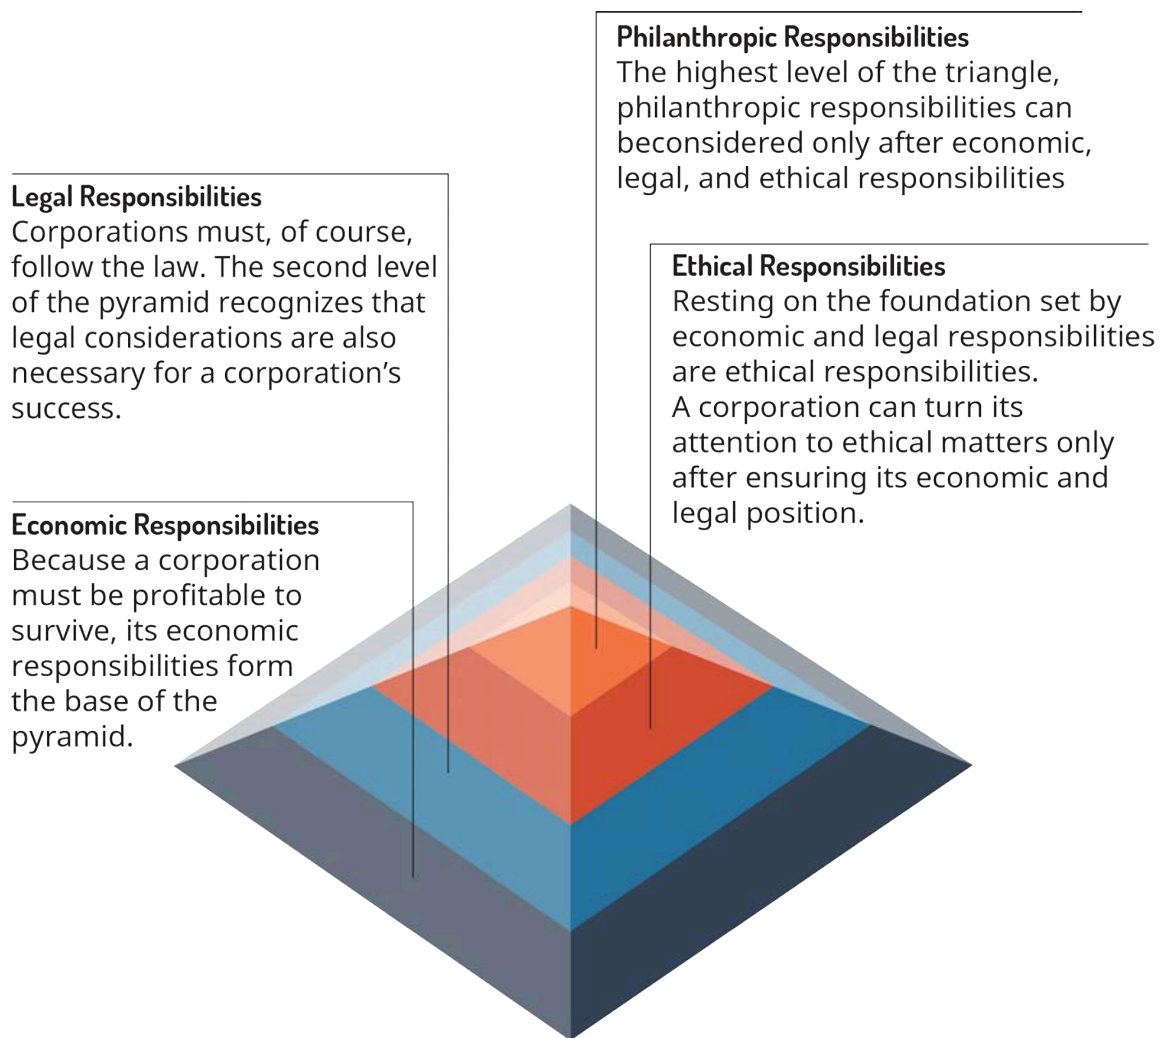 Philanthropic Responsibilities
The highest level of the triangle,
philanthropic responsibilities can
beconsidered only after economic,
legal, and ethical responsibilities
Legal Responsibilities
Corporations must, of course,
follow the law. The second level
of the pyramid recognizes that
legal considerations are also
necessary for a corporation’s
success.
Ethical Responsibilities
Resting on the foundation set by
economic and legal responsibilities
are ethical responsibilities.
A corporation can turn its
attention to ethical matters only
after ensuring its economic and
legal position.
Economic Responsibilities
Because a corporation
must be profitable to
survive, its economic
responsibilities form
the base of the
pyramid.